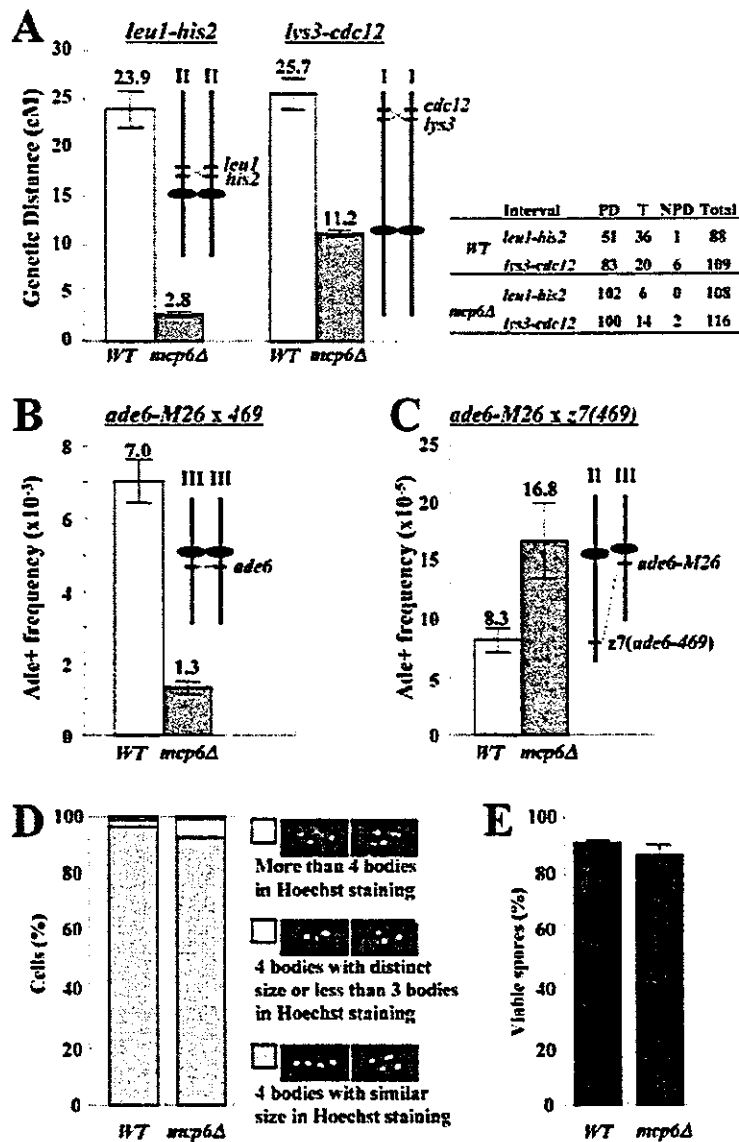 A
leu1-his2
lys3-cdc12
Genetic Distance (cM)
30
25
20
15
10
5
0
23.9
2.8
II II
leu1
his2
WT mcp6Δ
25.7
11.2
I I
cdc12
lys3
WT mcp6Δ
Interval PD T NPD Total
WT leu1-his2 51 36 1 88
lys3-cdc12 83 20 6 109
mcp6Δ leu1-his2 102 6 0 108
lys3-cdc12 100 14 2 116
B
ade6-M26 x 469
Ade+ frequency (x10-3)
8
6
4
2
0
7.0
1.3
III III
ade6
WT mcp6Δ
C
ade6-M26 x z7(469)
Ade+ frequency (x10-5)
25
20
15
10
5
0
8.3
16.8
II III
ade6-M26
z7(ade6-469)
WT mcp6Δ
D
Cells (%)
100
80
60
40
20
0
WT mcp6Δ
More than 4 bodies
in Hoechst staining
4 bodies with distinct
size or less than 3 bodies
in Hoechst staining
4 bodies with similar
size in Hoechst staining
E
Viable spores (%)
100
80
60
40
20
0
WT mcp6Δ